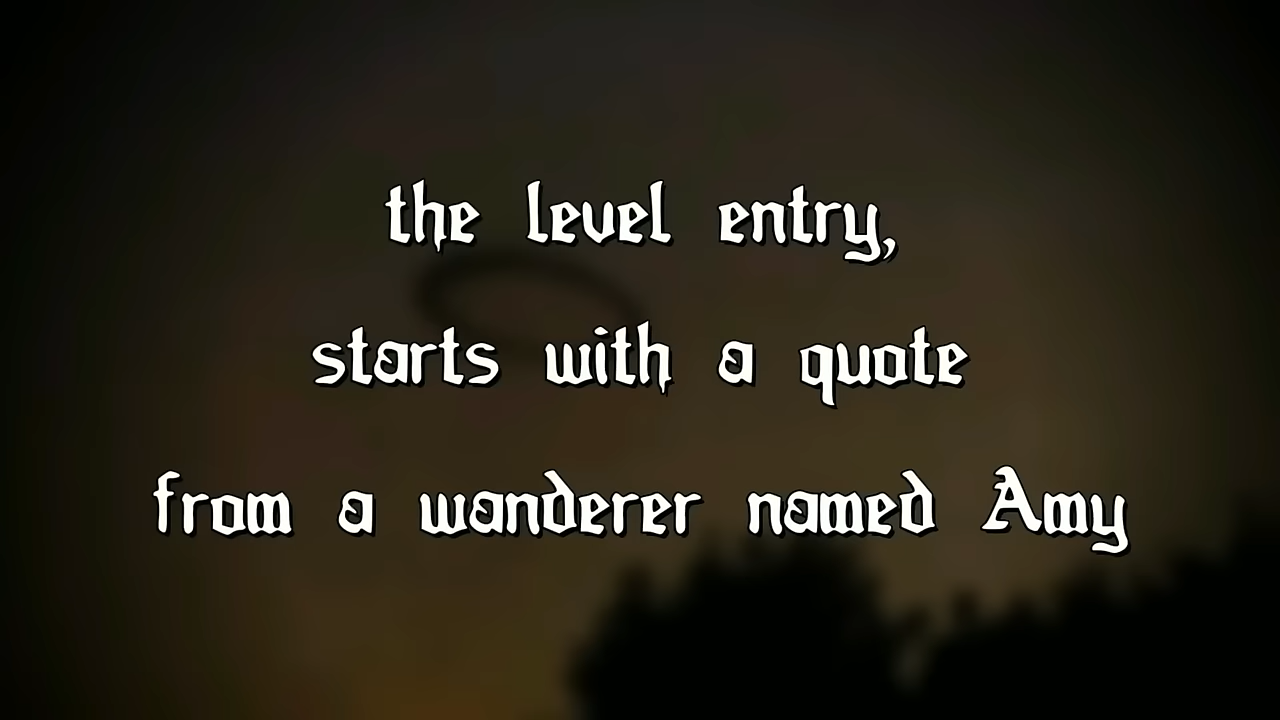 the level entry,
starts with a quote
from a wanderer named Amy